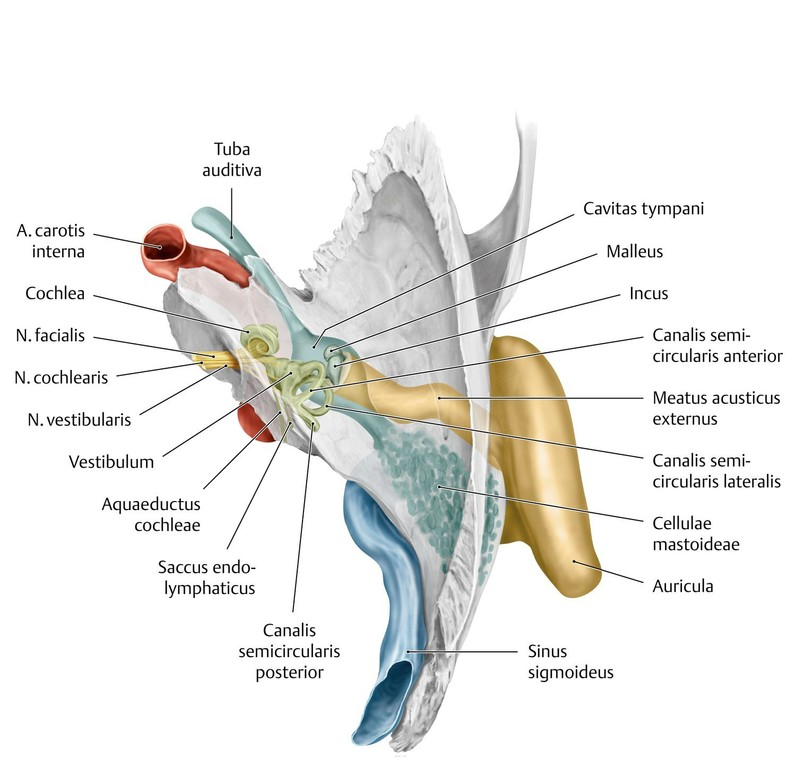 Tuba
auditiva
A. carotis
interna
Cochlea
N. facialis
N. cochlearis
N. vestibularis
Vestibulum
Aquaeductus
cochleae
Saccus endo-
lymphaticus
Canalis
semicircularis
posterior
Cavitas tympani
Malleus
Incus
Canalis semi-
circularis anterior
Meatus acusticus
externus
Canalis semi-
circularis lateralis
Cellulae
mastoideae
Auricula
Sinus
sigmoideus